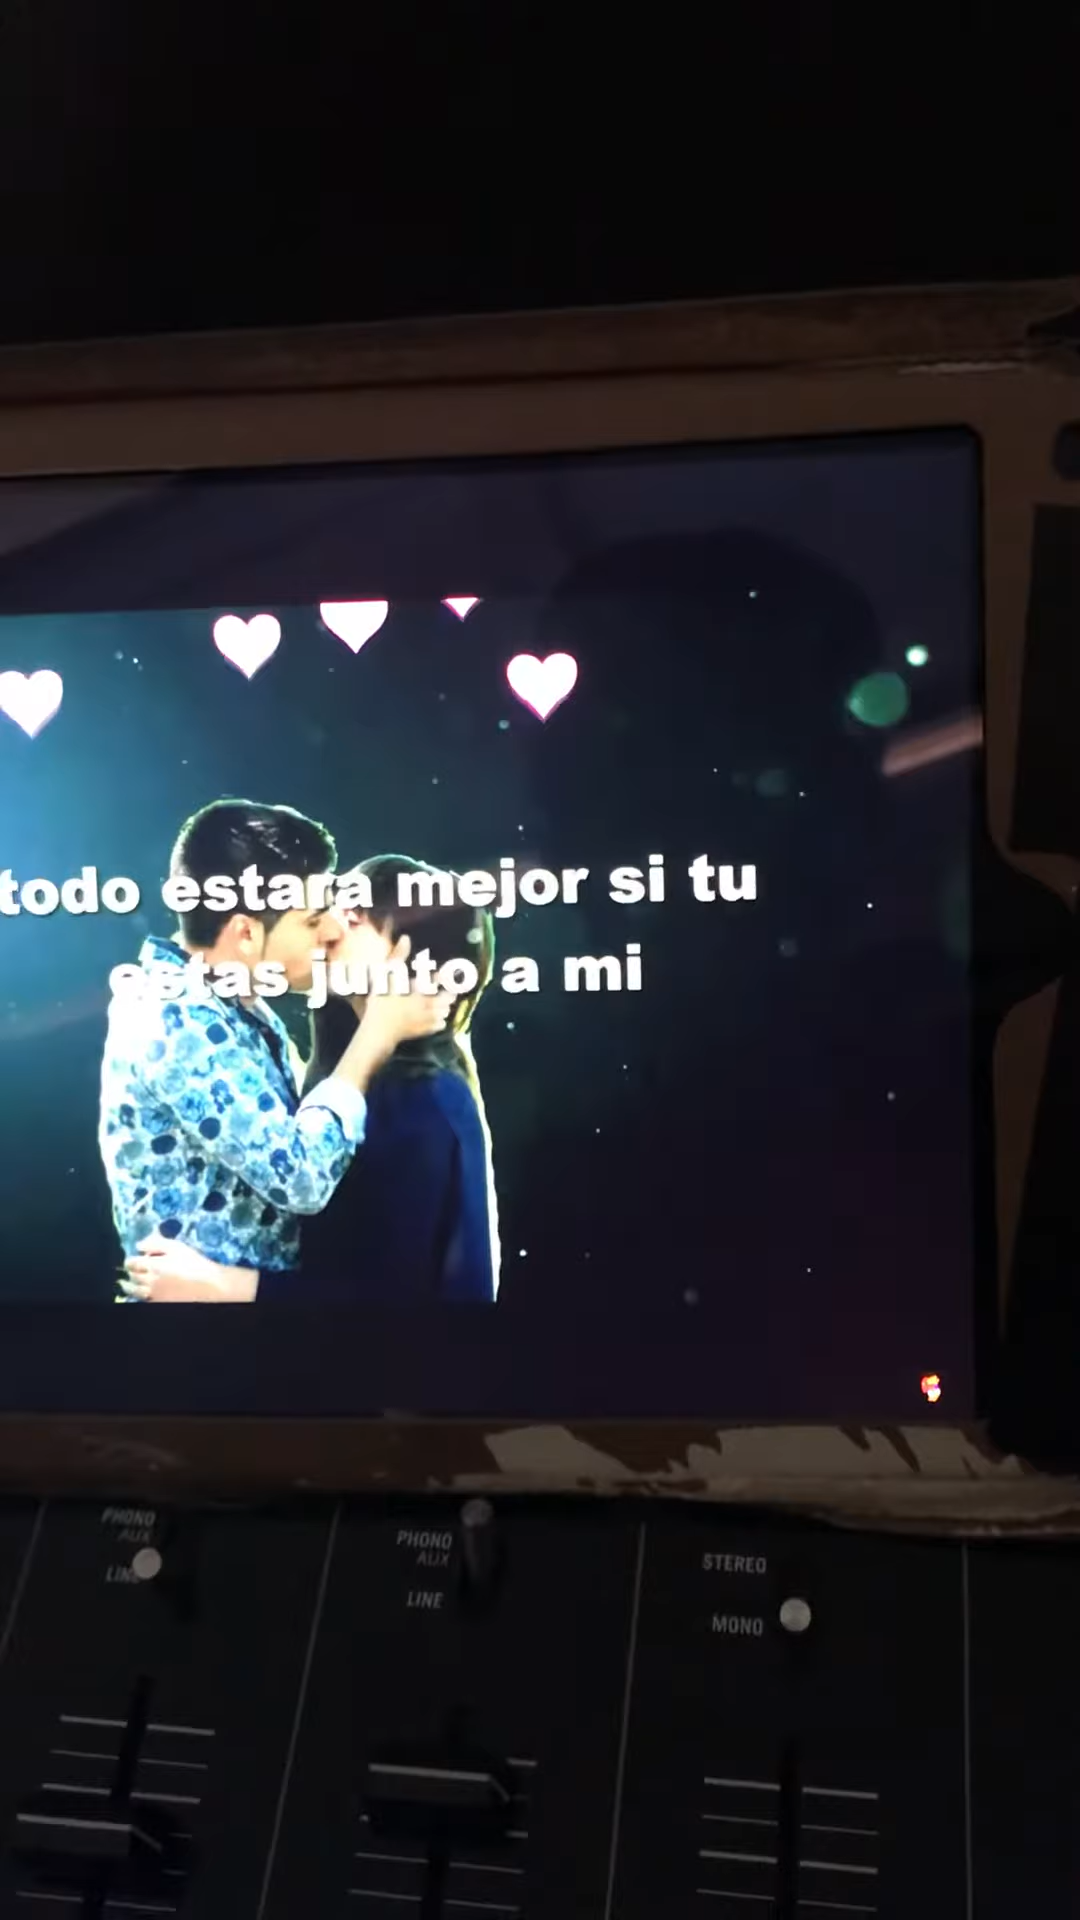 todo estara mejor si tu
estas junto a mi
PHONO
AUX
LINE
PHONO
AUX
LINE
STEREO
MONO